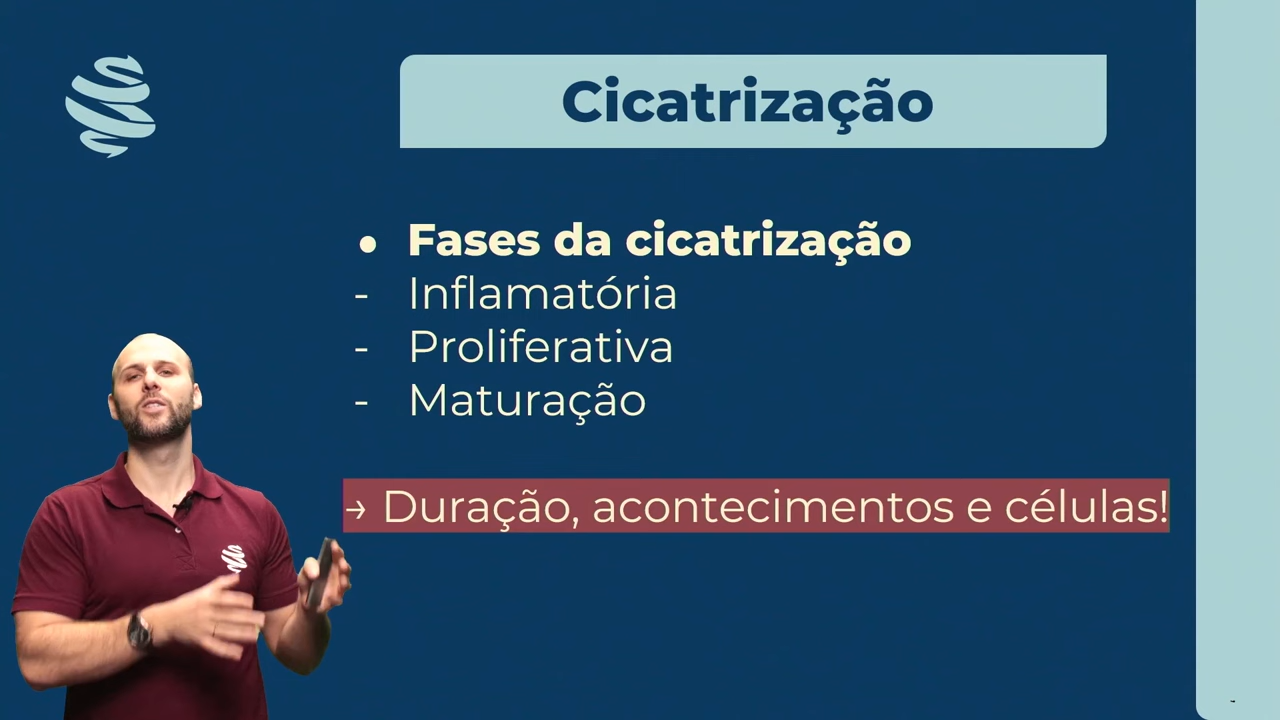 Cicatrização
● Fases da cicatrização
- Inflamatória
- Proliferativa
- Maturação
→ Duração, acontecimentos e células!